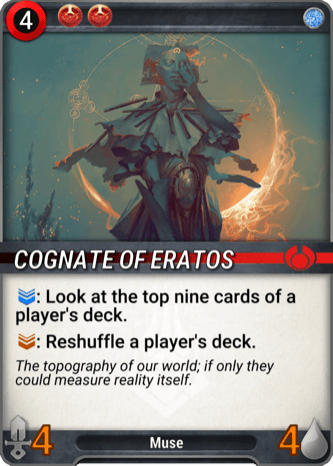 4
COGNATE OF ERATOS
: Look at the top nine cards of a
player's deck.
: Reshuffle a player's deck.
The topography of our world; if only they
could measure reality itself.
4 Muse 4